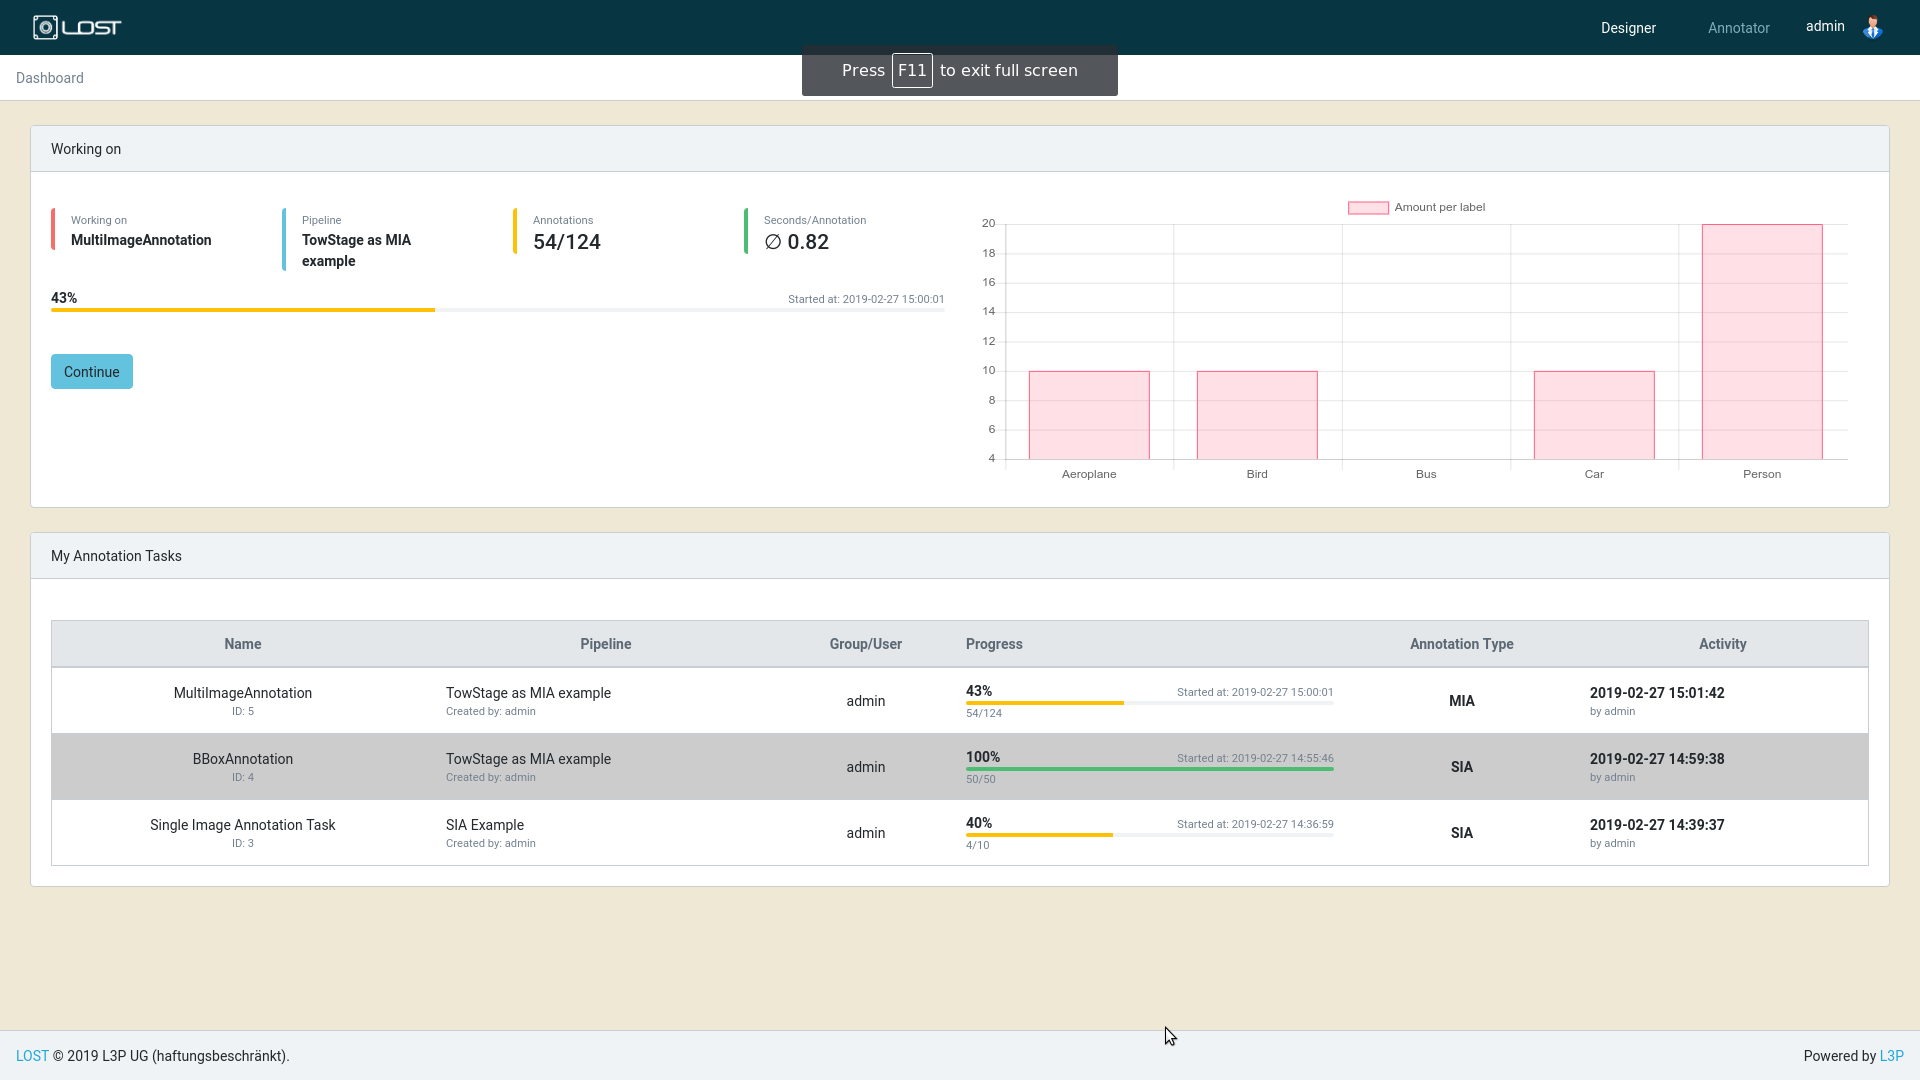 LOST
Designer
Annotator
admin
Press F11 to exit full screen
Dashboard
Working on
Working on
MultiImageAnnotation
Pipeline
TowStage as MIA
example
Annotations
54/124
Seconds/Annotation
∅ 0.82
43%
Started at: 2019-02-27 15:00:01
Continue
Amount per label
20
18
16
14
12
10
8
6
4
Aeroplane
Bird
Bus
Car
Person
My Annotation Tasks
Name
Pipeline
Group/User
Progress
Annotation Type
Activity
MultiImageAnnotation
ID: 5
TowStage as MIA example
Created by: admin
admin
43%
Started at: 2019-02-27 15:00:01
54/124
MIA
2019-02-27 15:01:42
by admin
BBoxAnnotation
ID: 4
TowStage as MIA example
Created by: admin
admin
100%
Started at: 2019-02-27 14:55:46
50/50
SIA
2019-02-27 14:59:38
by admin
Single Image Annotation Task
ID: 3
SIA Example
Created by: admin
admin
40%
Started at: 2019-02-27 14:36:59
4/10
SIA
2019-02-27 14:39:37
by admin
LOST © 2019 L3P UG (haftungsbeschränkt).
Powered by L3P